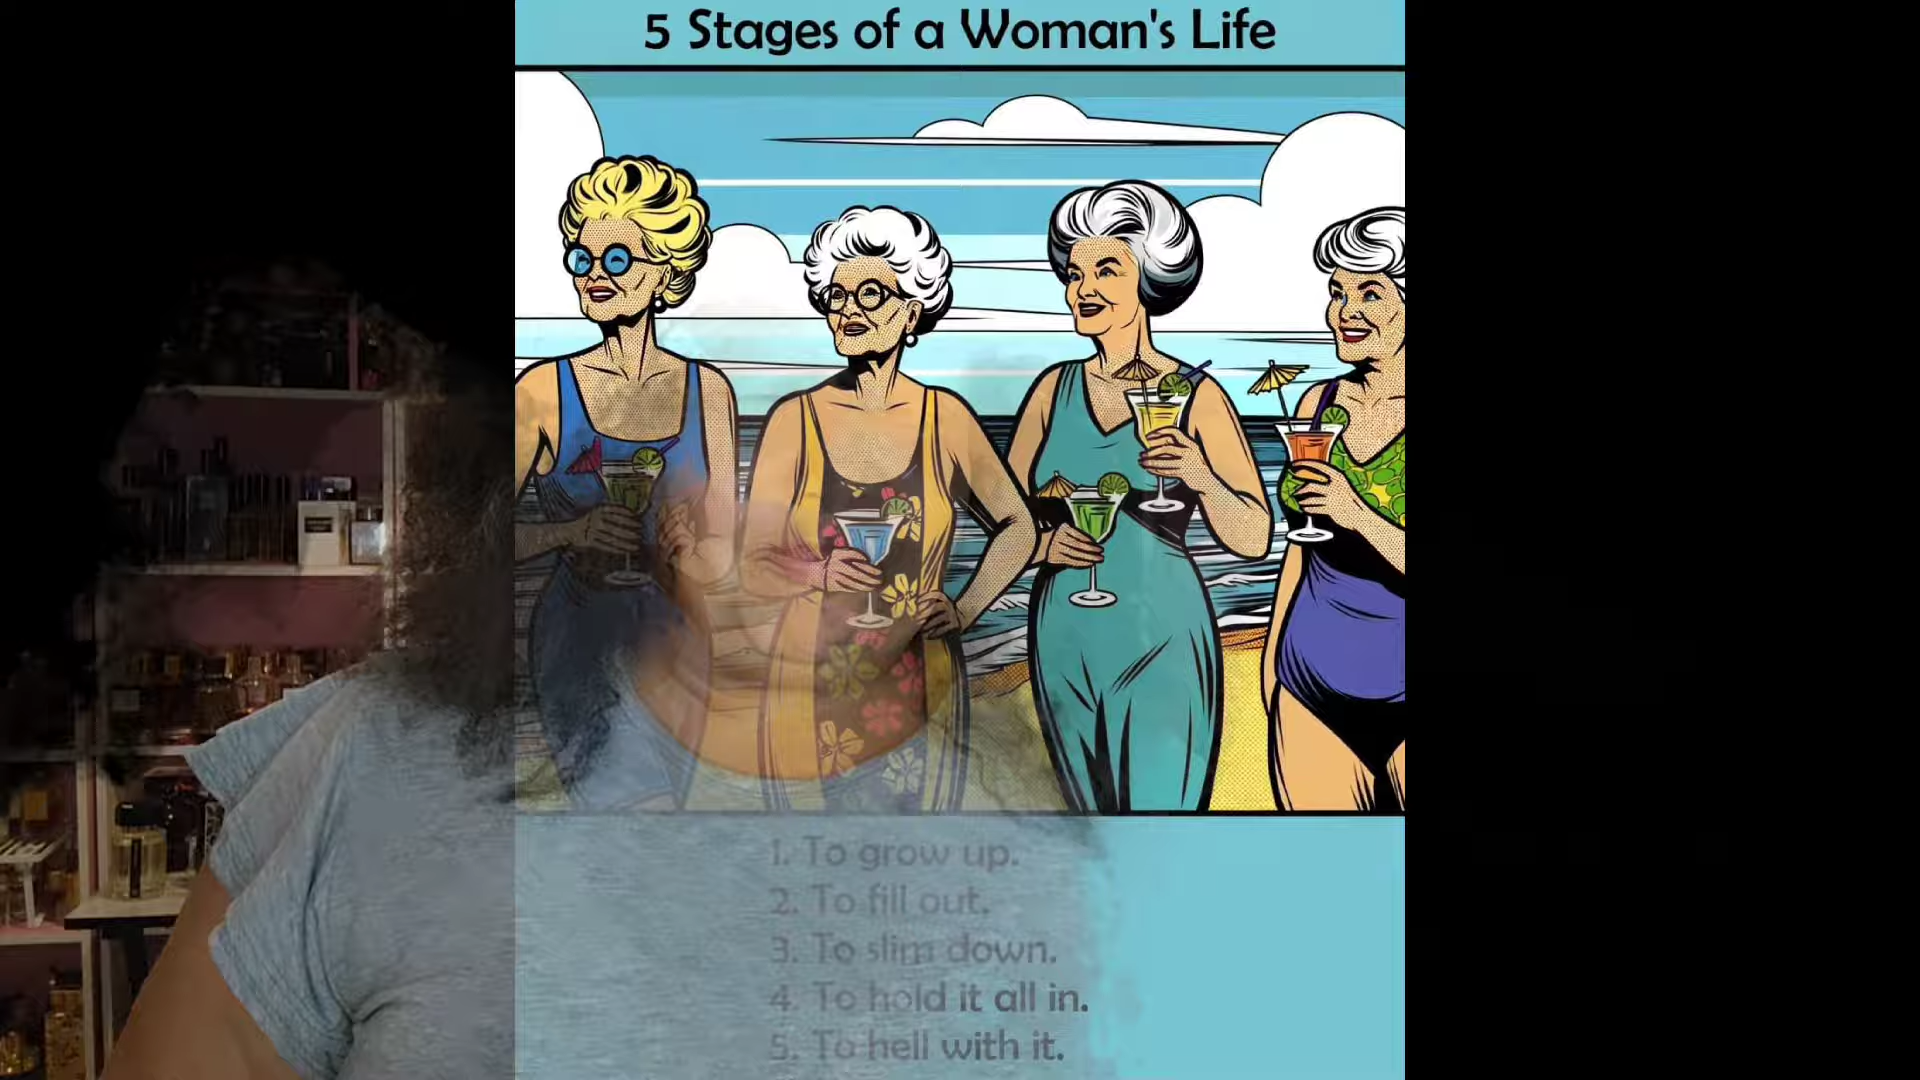 5 Stages of a Woman's Life
1. To grow up.
2. To fill out.
3. To slim down.
4. To hold it all in.
5. To hell with it.